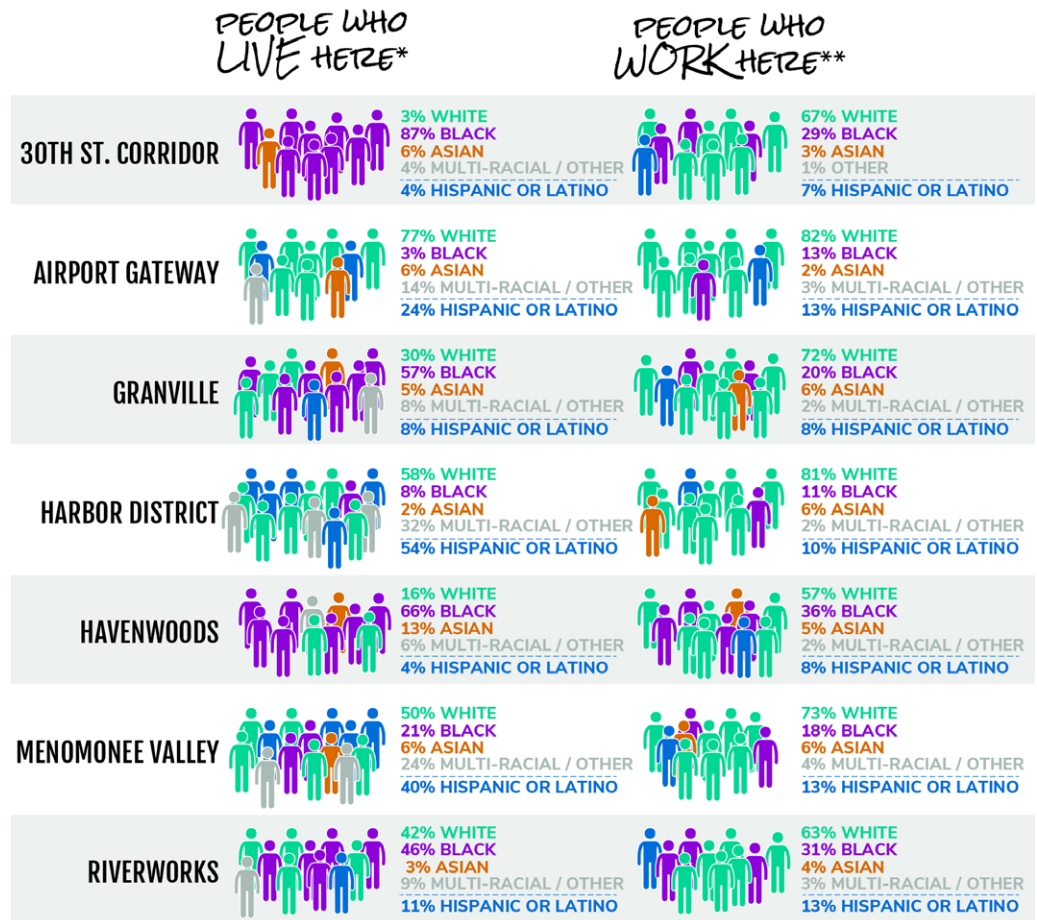 PEOPLE WHO
LIVE HERE*
PEOPLE WHO
WORK HERE**
30TH ST. CORRIDOR
3% WHITE
87% BLACK
6% ASIAN
4% MULTI-RACIAL / OTHER
4% HISPANIC OR LATINO
67% WHITE
29% BLACK
3% ASIAN
1% OTHER
7% HISPANIC OR LATINO
AIRPORT GATEWAY
77% WHITE
3% BLACK
6% ASIAN
14% MULTI-RACIAL / OTHER
24% HISPANIC OR LATINO
82% WHITE
13% BLACK
2% ASIAN
3% MULTI-RACIAL / OTHER
13% HISPANIC OR LATINO
GRANVILLE
30% WHITE
57% BLACK
5% ASIAN
8% MULTI-RACIAL / OTHER
8% HISPANIC OR LATINO
72% WHITE
20% BLACK
6% ASIAN
2% MULTI-RACIAL / OTHER
8% HISPANIC OR LATINO
HARBOR DISTRICT
58% WHITE
8% BLACK
2% ASIAN
32% MULTI-RACIAL / OTHER
54% HISPANIC OR LATINO
81% WHITE
11% BLACK
6% ASIAN
2% MULTI-RACIAL / OTHER
10% HISPANIC OR LATINO
HAVENWOODS
16% WHITE
66% BLACK
13% ASIAN
6% MULTI-RACIAL / OTHER
4% HISPANIC OR LATINO
57% WHITE
36% BLACK
5% ASIAN
2% MULTI-RACIAL / OTHER
8% HISPANIC OR LATINO
MENOMONEE VALLEY
50% WHITE
21% BLACK
6% ASIAN
24% MULTI-RACIAL / OTHER
40% HISPANIC OR LATINO
73% WHITE
18% BLACK
6% ASIAN
4% MULTI-RACIAL / OTHER
13% HISPANIC OR LATINO
RIVERWORKS
42% WHITE
46% BLACK
3% ASIAN
9% MULTI-RACIAL / OTHER
11% HISPANIC OR LATINO
63% WHITE
31% BLACK
4% ASIAN
3% MULTI-RACIAL / OTHER
13% HISPANIC OR LATINO